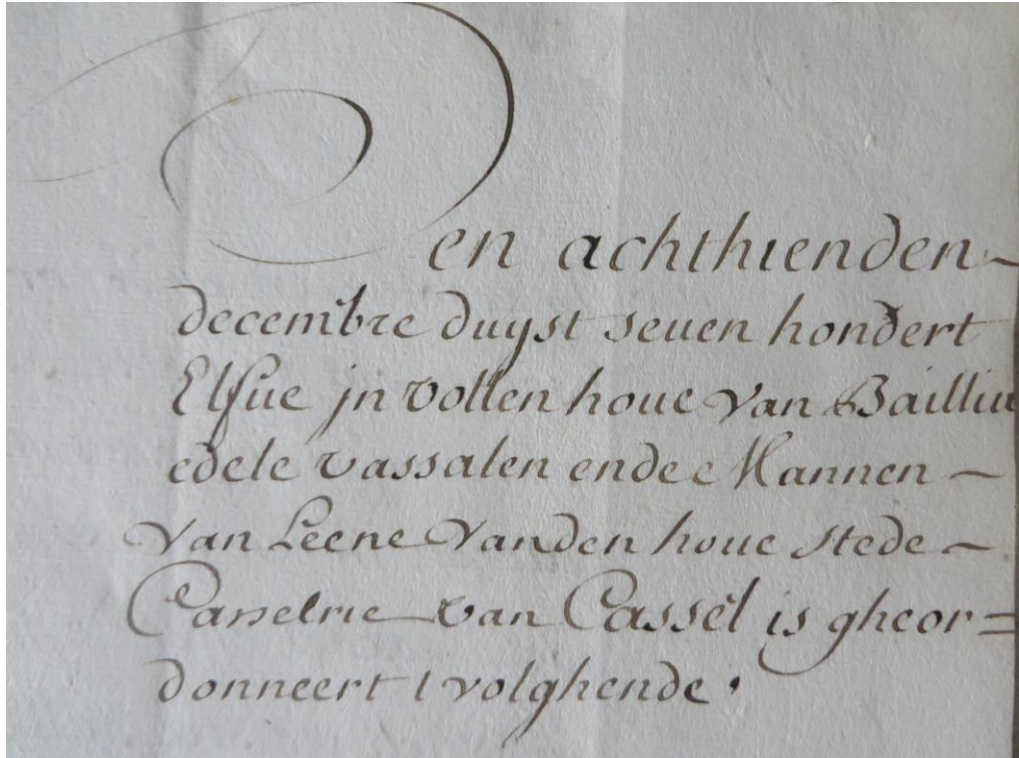 Den achthienden~
decembre duyst seuen hondert
Elfue jn vollen houe van Bailliu
edele vassalen ende Mannen ~
van Leene vanden houe stede ~
Casselrie van Cassel is gheor=
donneert t volghende.